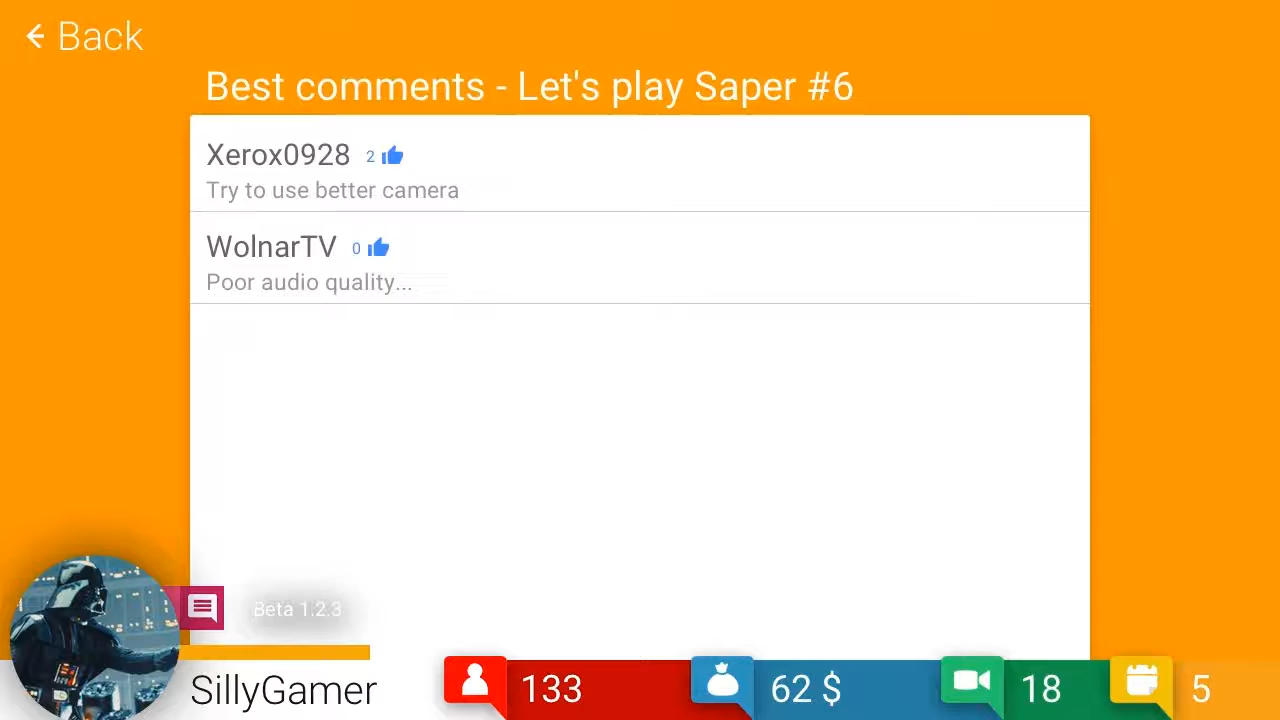 Back
Best comments - Let's play Saper #6
Xerox0928 2
Try to use better camera
WolnarTV 0
Poor audio quality...
Beta 1.2.3
SillyGamer
133
62 $
18
5